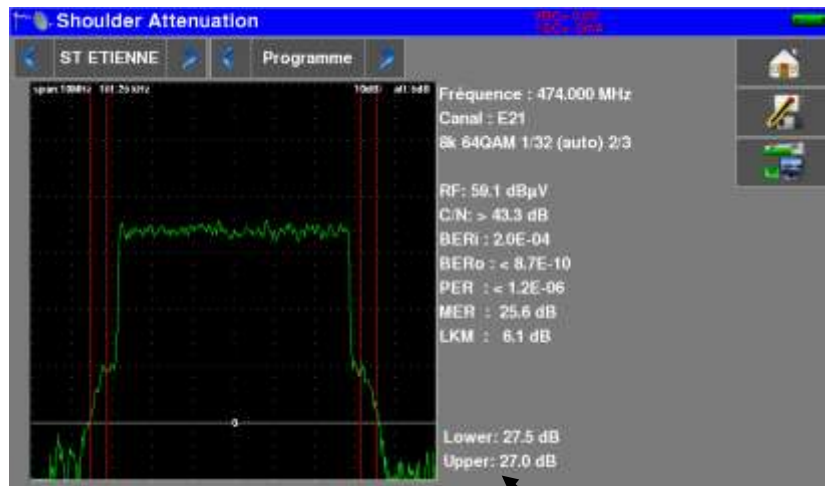 Shoulder Attenuation
ST ETIENNE
Programme
Fréquence : 474.000 MHz
Canal : E21
8k 64QAM 1/32 (auto) 2/3
RF: 59.1 dBµV
C/N: > 43.3 dB
BERi : 2.0E-04
BERo : < 8.7E-10
PER : < 1.2E-06
MER : 25.6 dB
LKM : 6.1 dB
Lower: 27.5 dB
Upper: 27.0 dB